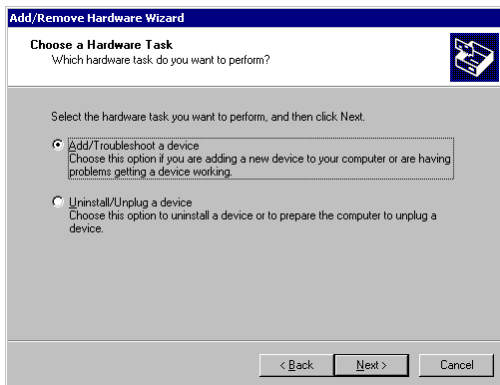 Add/Remove Hardware Wizard
Choose a Hardware Task
Which hardware task do you want to perform?
Select the hardware task you want to perform, and then click Next.
Add/Troubleshoot a device
Choose this option if you are adding a new device to your computer or are having
problems getting a device working.
Uninstall/Unplug a device
Choose this option to uninstall a device or to prepare the computer to unplug a
device.
< Back
Next >
Cancel